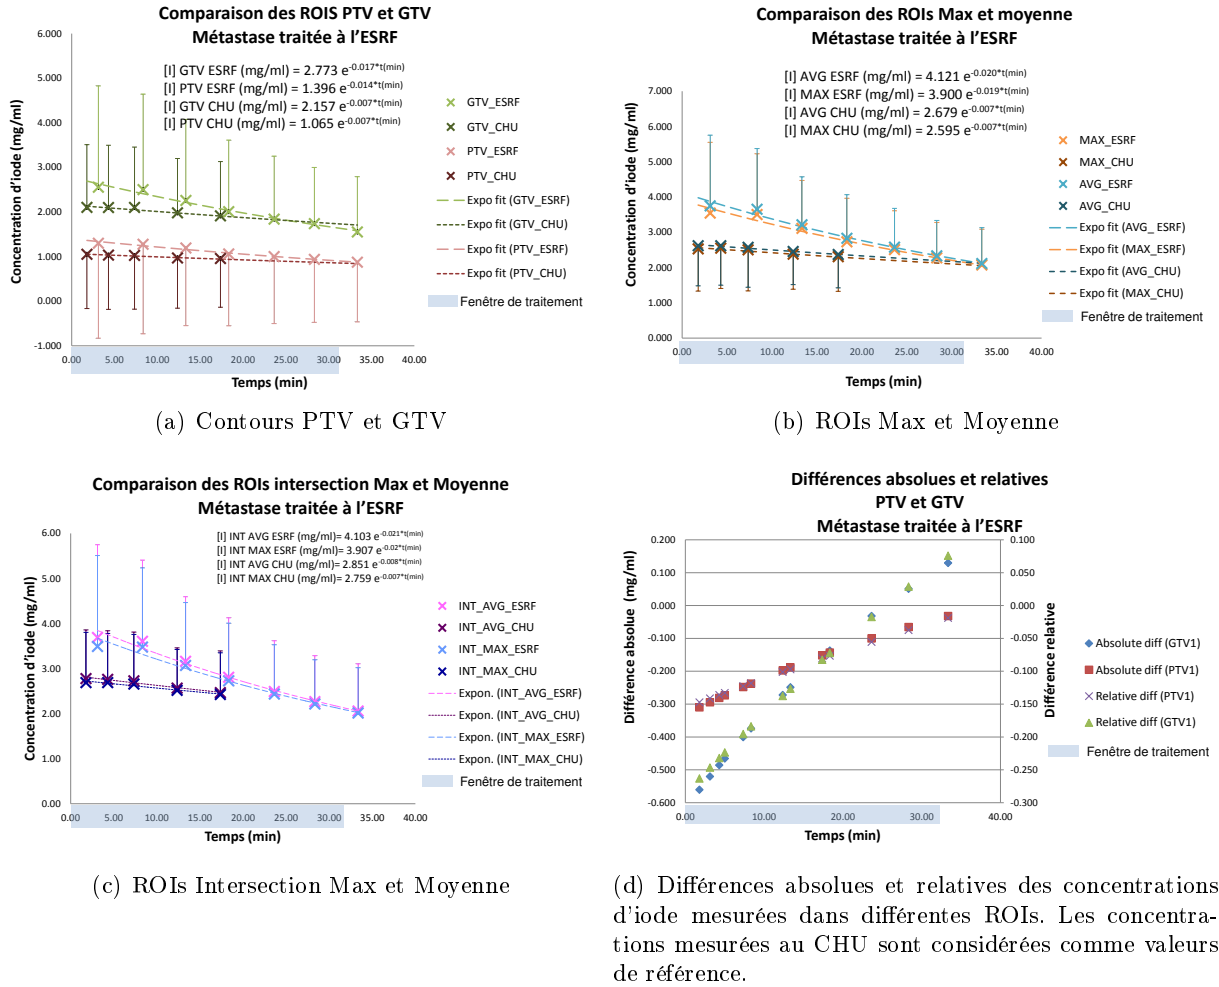 Comparaison des ROIS PTV et GTV
Métastase traitée à l'ESRF
[I] GTV ESRF (mg/ml) = 2.773 e-0.017*t(min)
[I] PTV ESRF (mg/ml) = 1.396 e-0.014*t(min)
[I] GTV CHU (mg/ml) = 2.157 e-0.007*t(min)
[I] PTV CHU (mg/ml) = 1.065 e-0.007*t(min)
Concentration d'iode (mg/ml)
6.000
5.000
4.000
3.000
2.000
1.000
0.000
-1.000
0.00 5.00 10.00 15.00 20.00 25.00 30.00 35.00 40.00
Temps (min)
GTV_ESRF
GTV_CHU
PTV_ESRF
PTV_CHU
Expo fit (GTV_ESRF)
Expo fit (GTV_CHU)
Expo fit (PTV_ESRF)
Expo fit (PTV_CHU)
Fenêtre de traitement
(a) Contours PTV et GTV
Comparaison des ROIs Max et moyenne
Métastase traitée à l'ESRF
[I] AVG ESRF (mg/ml) = 4.121 e-0.020*t(min)
[I] MAX ESRF (mg/ml) = 3.900 e-0.019*t(min)
[I] AVG CHU (mg/ml) = 2.679 e-0.007*t(min)
[I] MAX CHU (mg/ml) = 2.595 e-0.007*t(min)
Concentration d'iode (mg/ml)
7.000
6.000
5.000
4.000
3.000
2.000
1.000
0.000
0.00 5.00 10.00 15.00 20.00 25.00 30.00 35.00 40.00
Temps (min)
MAX_ESRF
MAX_CHU
AVG_ESRF
AVG_CHU
Expo fit (AVG_ ESRF)
Expo fit (MAX_ESRF)
Expo fit (AVG_CHU)
Expo fit (MAX_CHU)
Fenêtre de traitement
(b) ROIs Max et Moyenne
Comparaison des ROIs intersection Max et Moyenne
Métastase traitée à l'ESRF
[I] INT AVG ESRF (mg/ml)= 4.103 e-0.021*t(min)
[I] INT MAX ESRF (mg/ml)= 3.907 e-0.02*t(min)
[I] INT AVG CHU (mg/ml)= 2.851 e-0.008*t(min)
[I] INT MAX CHU (mg/ml)= 2.759 e-0.007*t(min)
Concentration d'iode (mg/ml)
6.00
5.00
4.00
3.00
2.00
1.00
0.00
0.00 5.00 10.00 15.00 20.00 25.00 30.00 35.00 40.00
Temps (min)
INT_AVG_ESRF
INT_AVG_CHU
INT_MAX_ESRF
INT_MAX_CHU
Expon. (INT_AVG_ESRF)
Expon. (INT_AVG_CHU)
Expon. (INT_MAX_ESRF)
Expon. (INT_MAX_CHU)
Fenêtre de traitement
(c) ROIs Intersection Max et Moyenne
Différences absolues et relatives
PTV et GTV
Métastase traitée à l'ESRF
Différence absolue (mg/ml)
0.200
0.100
0.000
-0.100
-0.200
-0.300
-0.400
-0.500
-0.600
0.00 10.00 20.00 30.00 40.00
Temps (min)
0.100
0.050
0.000
-0.050
-0.100
-0.150
-0.200
-0.250
-0.300
Différence relative
Absolute diff (GTV1)
Absolute diff (PTV1)
Relative diff (PTV1)
Relative diff (GTV1)
Fenêtre de traitement
(d) Différences absolues et relatives des concentrations
d'iode mesurées dans différentes ROIs. Les concentra-
tions mesurées au CHU sont considérées comme valeurs
de référence.